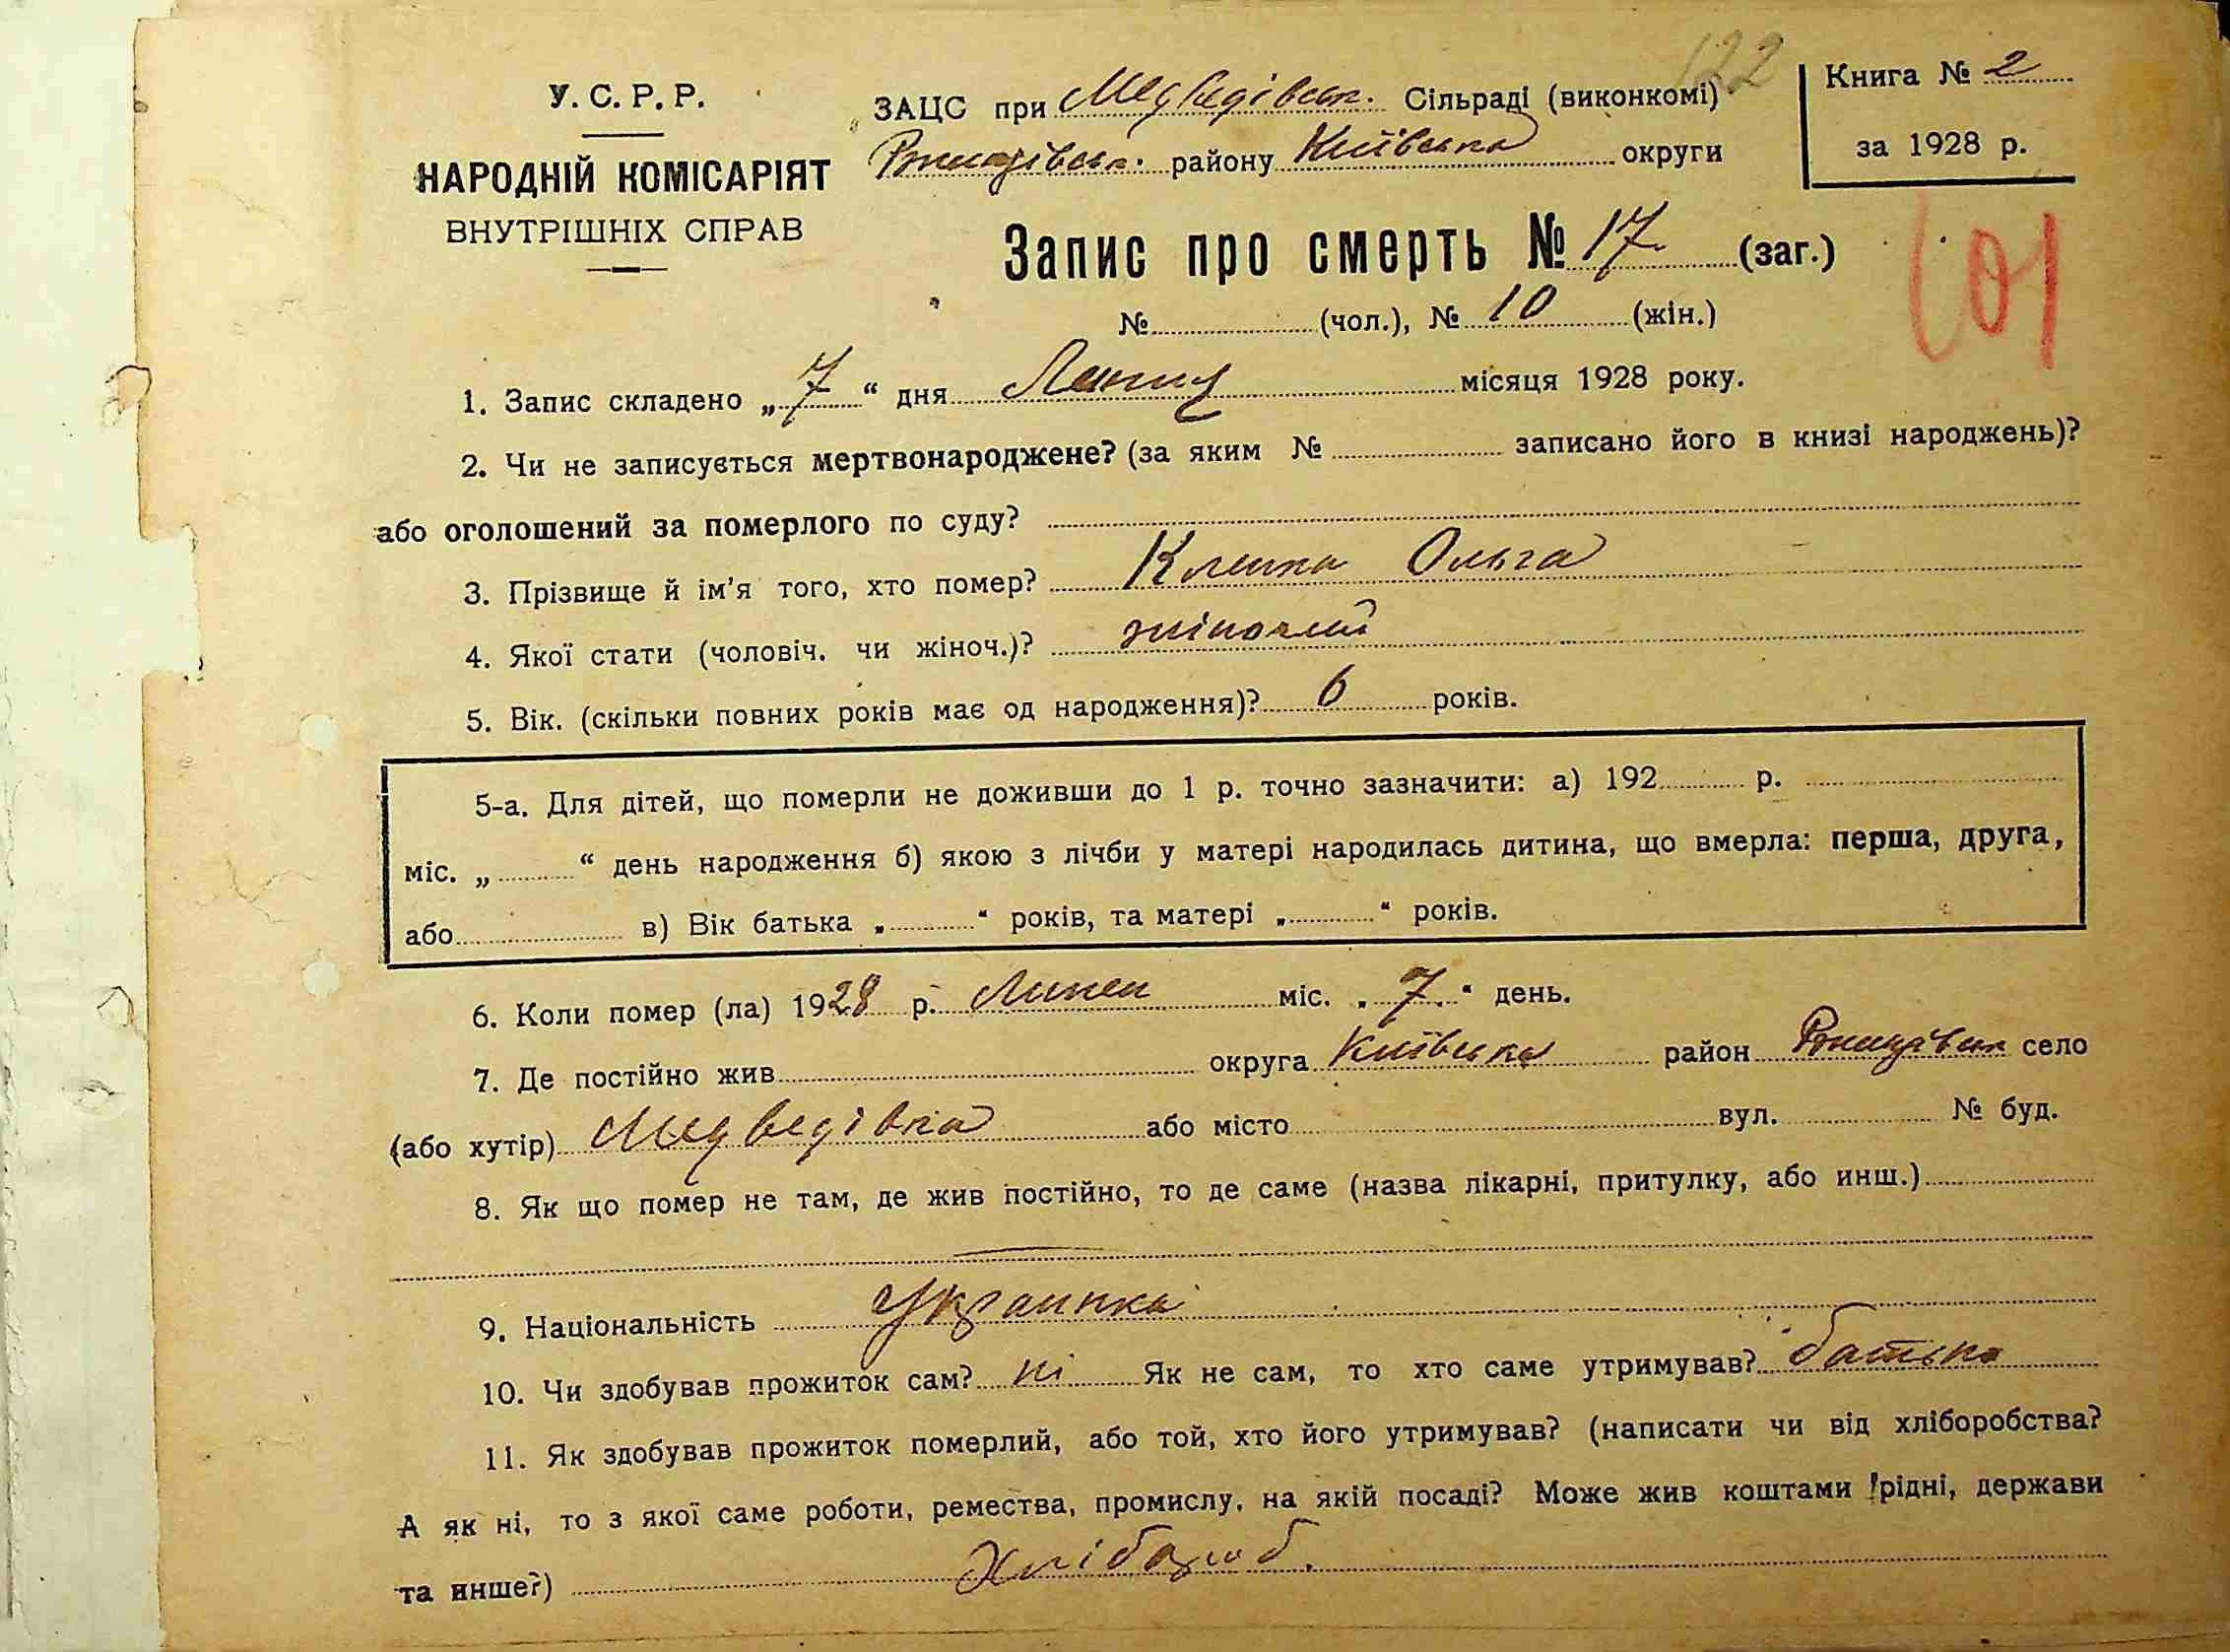 122
У. С. Р. Р.
НАРОДНІЙ КОМІСАРІЯТ
ВНУТРІШНІХ СПРАВ
ЗАЦС при Медведівськ. Сільраді (виконкомі)
Ржищівськ. району Київська округи
Книга № 2
за 1928 р.
Запис про смерть № 17. (заг.)
101
№ (чол.), № 10 (жін.)
1. Запис складено „ 7 “ дня місяця 1928 року.
2. Чи не записується мертвонароджене? (за яким № записано його в книзі народжень)?
або оголошений за померлого по суду?
3. Прізвище й ім'я того, хто помер? Ольга
4. Якої стати (чоловіч. чи жіноч.)? жіночий
5. Вік. (скільки повних років має од народження)? 6 років.
5-а. Для дітей, що померли не доживши до 1 р. точно зазначити: а) 192 р.
міс. „ “ день народження б) якою з лічби у матері народилась дитина, що вмерла: перша, друга,
або в) Вік батька „ “ років, та матері „ “ років.
6. Коли помер (ла) 1928 р. Липен міс. „ 7. “ день.
7. Де постійно жив округа Київська район Ржищівськ село
(або хутір) Медведівка або місто вул. № буд.
8. Як що помер не там, де жив постійно, то де саме (назва лікарні, притулку, або инш.)
9. Національність Украинка
10. Чи здобував прожиток сам? ні Як не сам, то хто саме утримував? батько
11. Як здобував прожиток померлий, або той, хто його утримував? (написати чи від хліборобства?
А як ні, то з якої саме роботи, ремества, промислу, на якій посаді? Може жив коштами рідні, держави
та инше?) Хлібороб.